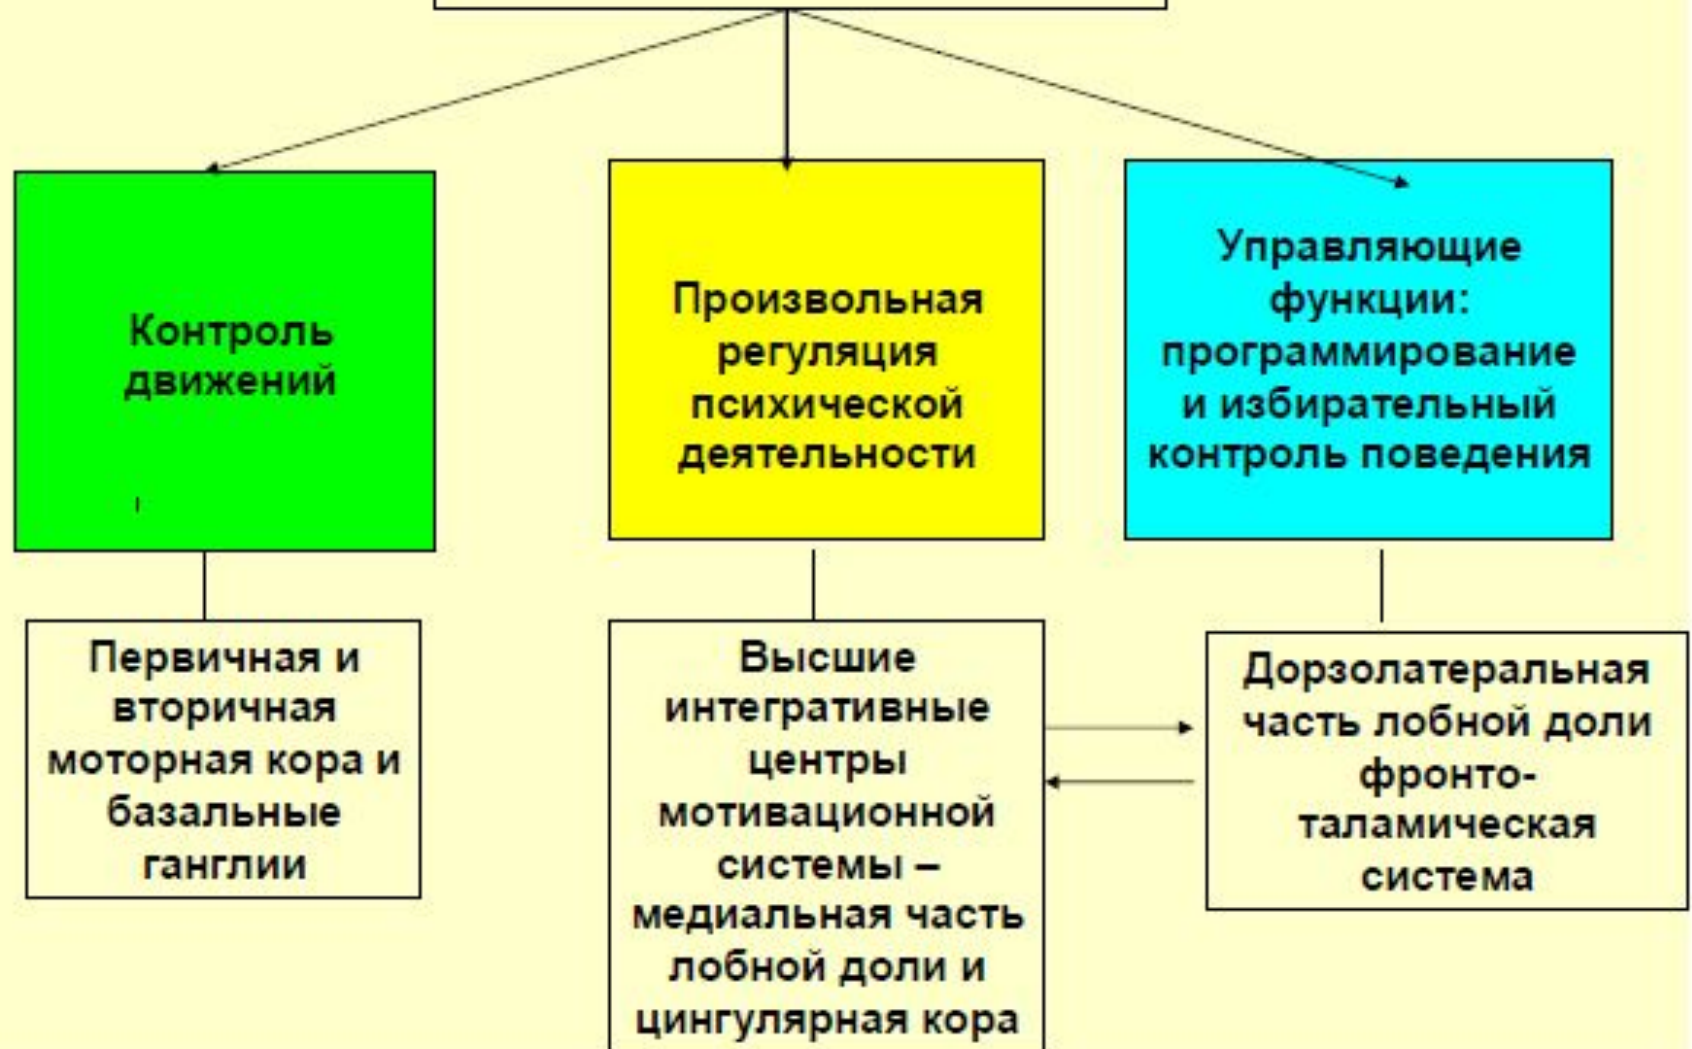 Контроль
движений
Произвольная
регуляция
психической
деятельности
Управляющие
функции:
программирование
и избирательный
контроль поведения
Первичная и
вторичная
моторная кора и
базальные
ганглии
Высшие
интегративные
центры
мотивационной
системы –
медиальная часть
лобной доли и
цингулярная кора
Дорзолатеральная
часть лобной доли
фронто-
таламическая
система